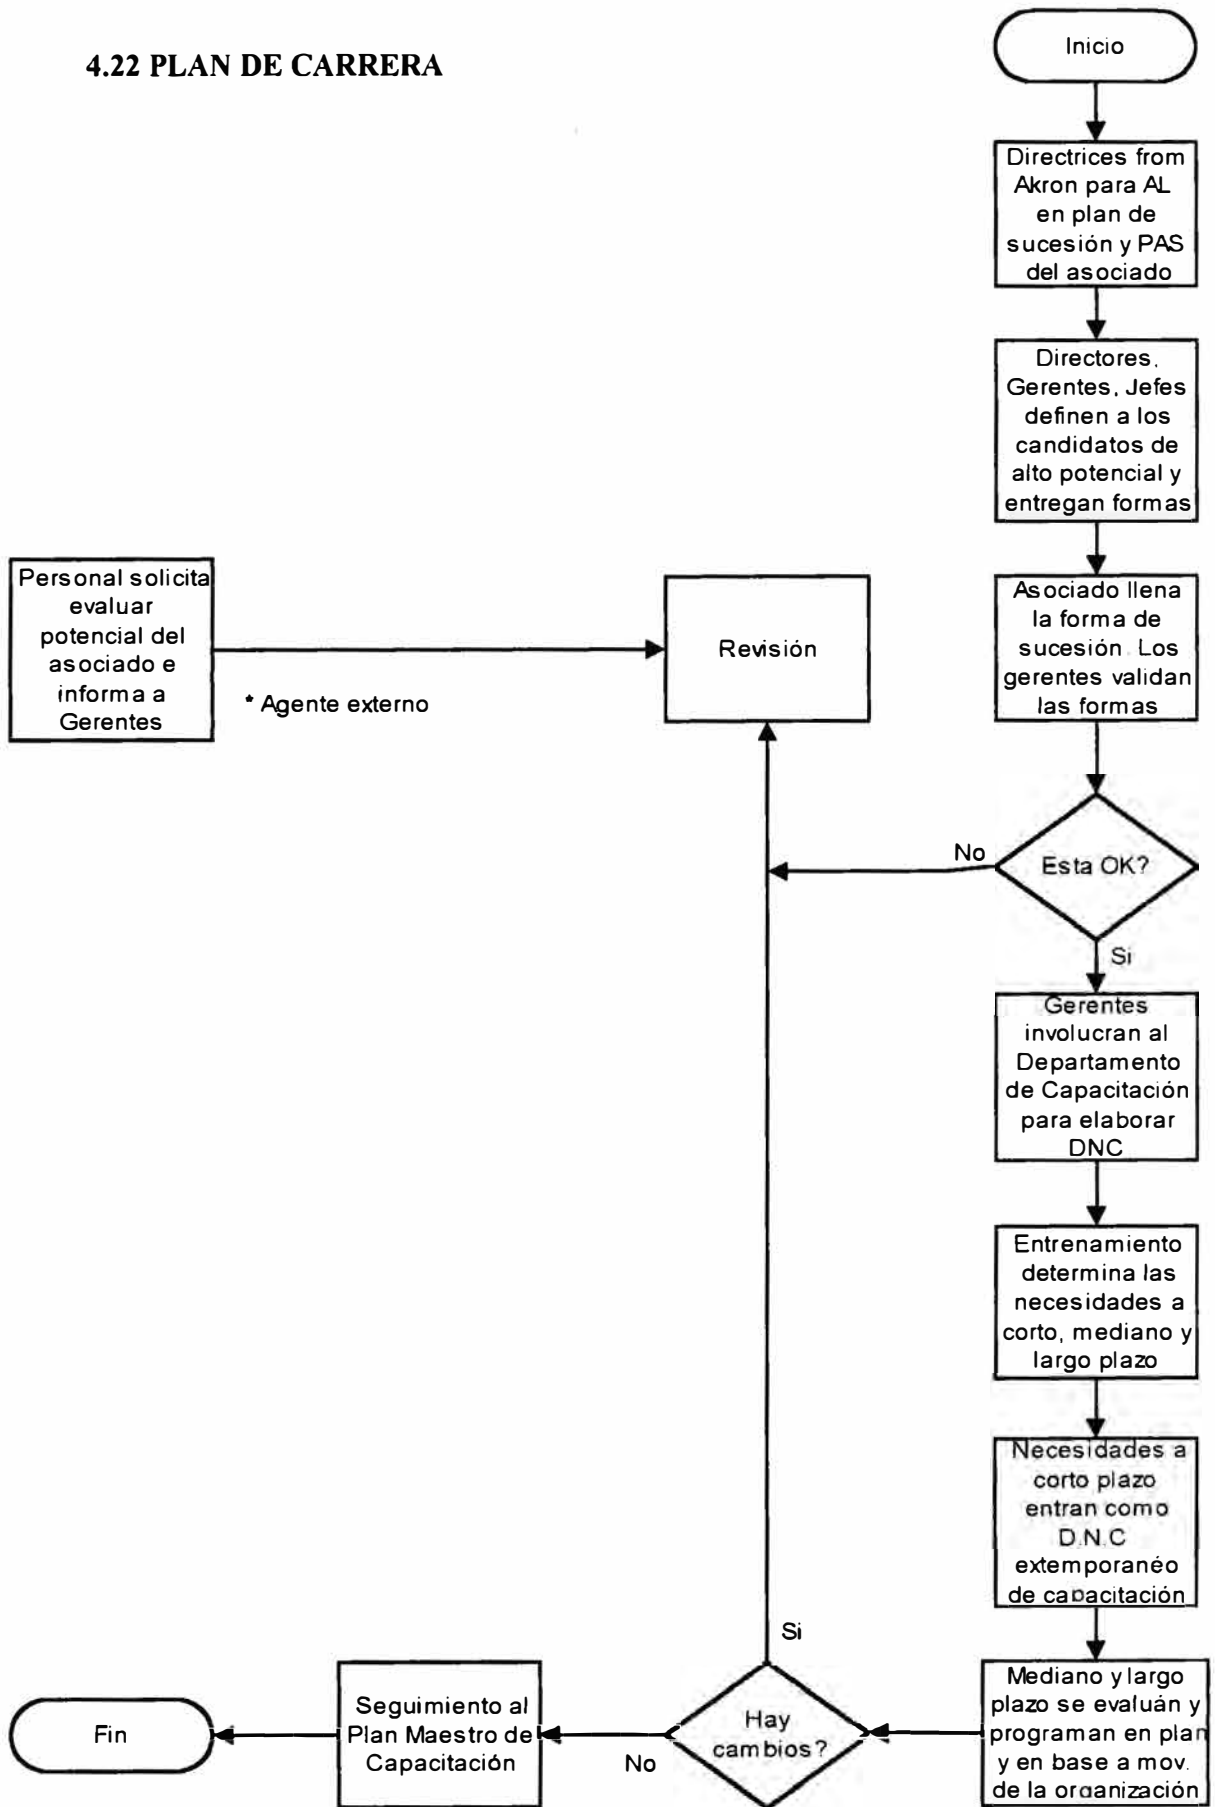 4.22 PLAN DE CARRERA
Inicio
Directrices from
Akron para AL
en plan de
sucesión y PAS
del asociado
Directores,
Gerentes, Jefes
definen a los
candidatos de
alto potencial y
entregan formas
Asociado llena
la forma de
sucesión. Los
gerentes validan
las formas
Personal solicita
evaluar
potencial del
asociado e
informa a
Gerentes
* Agente externo
Revisión
Esta OK?
No
Si
Gerentes
involucran al
Departamento
de Capacitación
para elaborar
DNC
Entrenamiento
determina las
necesidades a
corto, mediano y
largo plazo
Necesidades a
corto plazo
entran como
D.N.C
extemporanéo
de capacitación
Mediano y largo
plazo se evaluán y
programan en plan
y en base a mov.
de la organización
Hay
cambios?
Si
No
Seguimiento al
Plan Maestro de
Capacitación
Fin